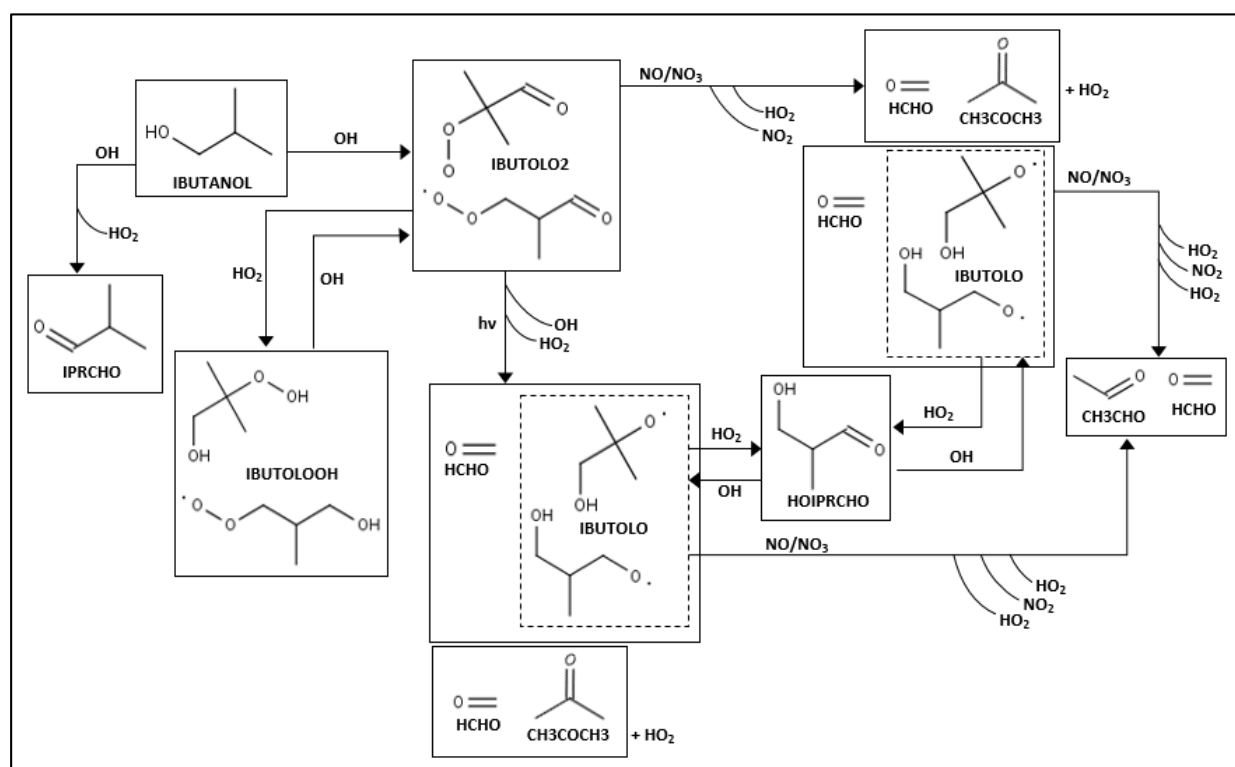 OH
HO
IBUTANOL
OH
HO₂
O
IPRCHO
O
O
O
IBUTOLO2
O
O
O
NO/NO₃
HO₂
NO₂
O
HCHO
O
CH3COCH3
+ HO₂
HO₂
OH
O
OH
OH
IBUTOLOOH
O
O
OH
hv
OH
HO₂
O
HCHO
O
OH
IBUTOLO
OH
O
NO/NO₃
HO₂
NO₂
HO₂
O
HCHO
O
OH
IBUTOLO
OH
O
HO₂
OH
HO₂
OH
OH
O
HOIPRCHO
O
CH3CHO
O
HCHO
NO/NO₃
HO₂
NO₂
HO₂
O
HCHO
O
CH3COCH3
+ HO₂